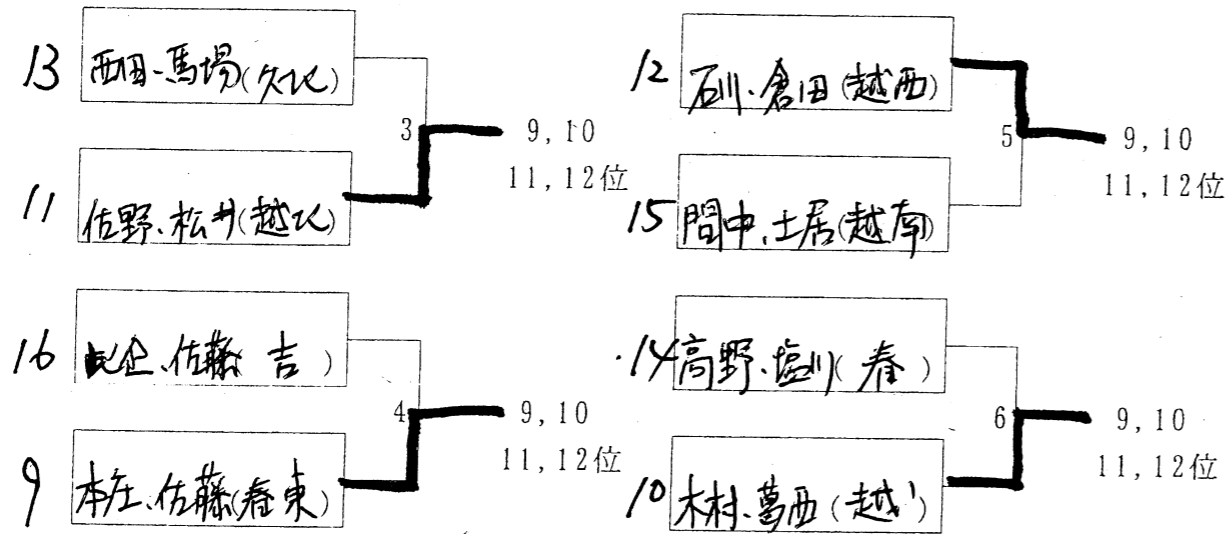 13 西田-馬場(久北)
3 9,10
11,12位
11 佐野、松井(越北)
16 佐藤(吉)
4 9,10
11,12位
9 本庄、佐藤(春東)
12 石川、倉田(越西)
5 9,10
11,12位
15 間中、土居(越南)
14 高野、塩川(春)
6 9,10
11,12位
10 木村、葛西(越)